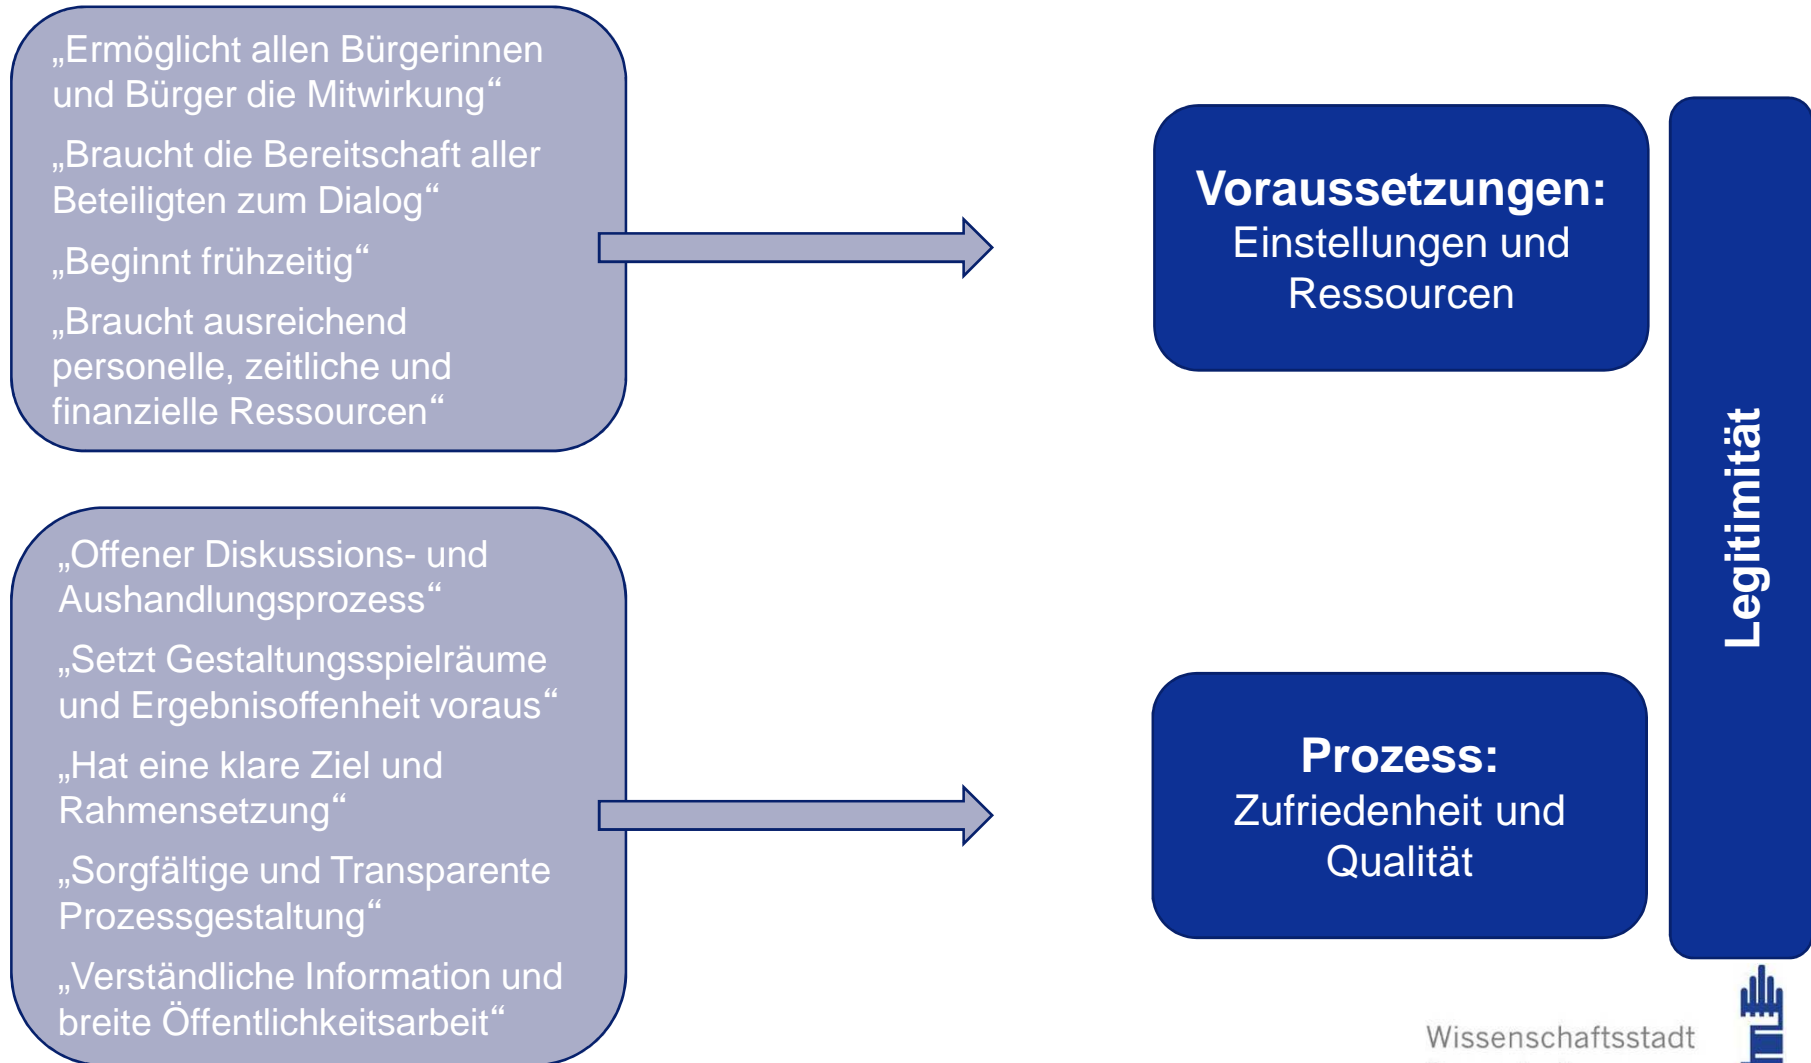 „Ermöglicht allen Bürgerinnen
und Bürger die Mitwirkung“
„Braucht die Bereitschaft aller
Beteiligten zum Dialog“
„Beginnt frühzeitig“
„Braucht ausreichend
personelle, zeitliche und
finanzielle Ressourcen“
Voraussetzungen:
Einstellungen und
Ressourcen
„Offener Diskussions- und
Aushandlungsprozess“
„Setzt Gestaltungsspielräume
und Ergebnisoffenheit voraus“
„Hat eine klare Ziel und
Rahmensetzung“
„Sorgfältige und Transparente
Prozessgestaltung“
„Verständliche Information und
breite Öffentlichkeitsarbeit“
Prozess:
Zufriedenheit und
Qualität
Legitimität
Wissenschaftsstadt